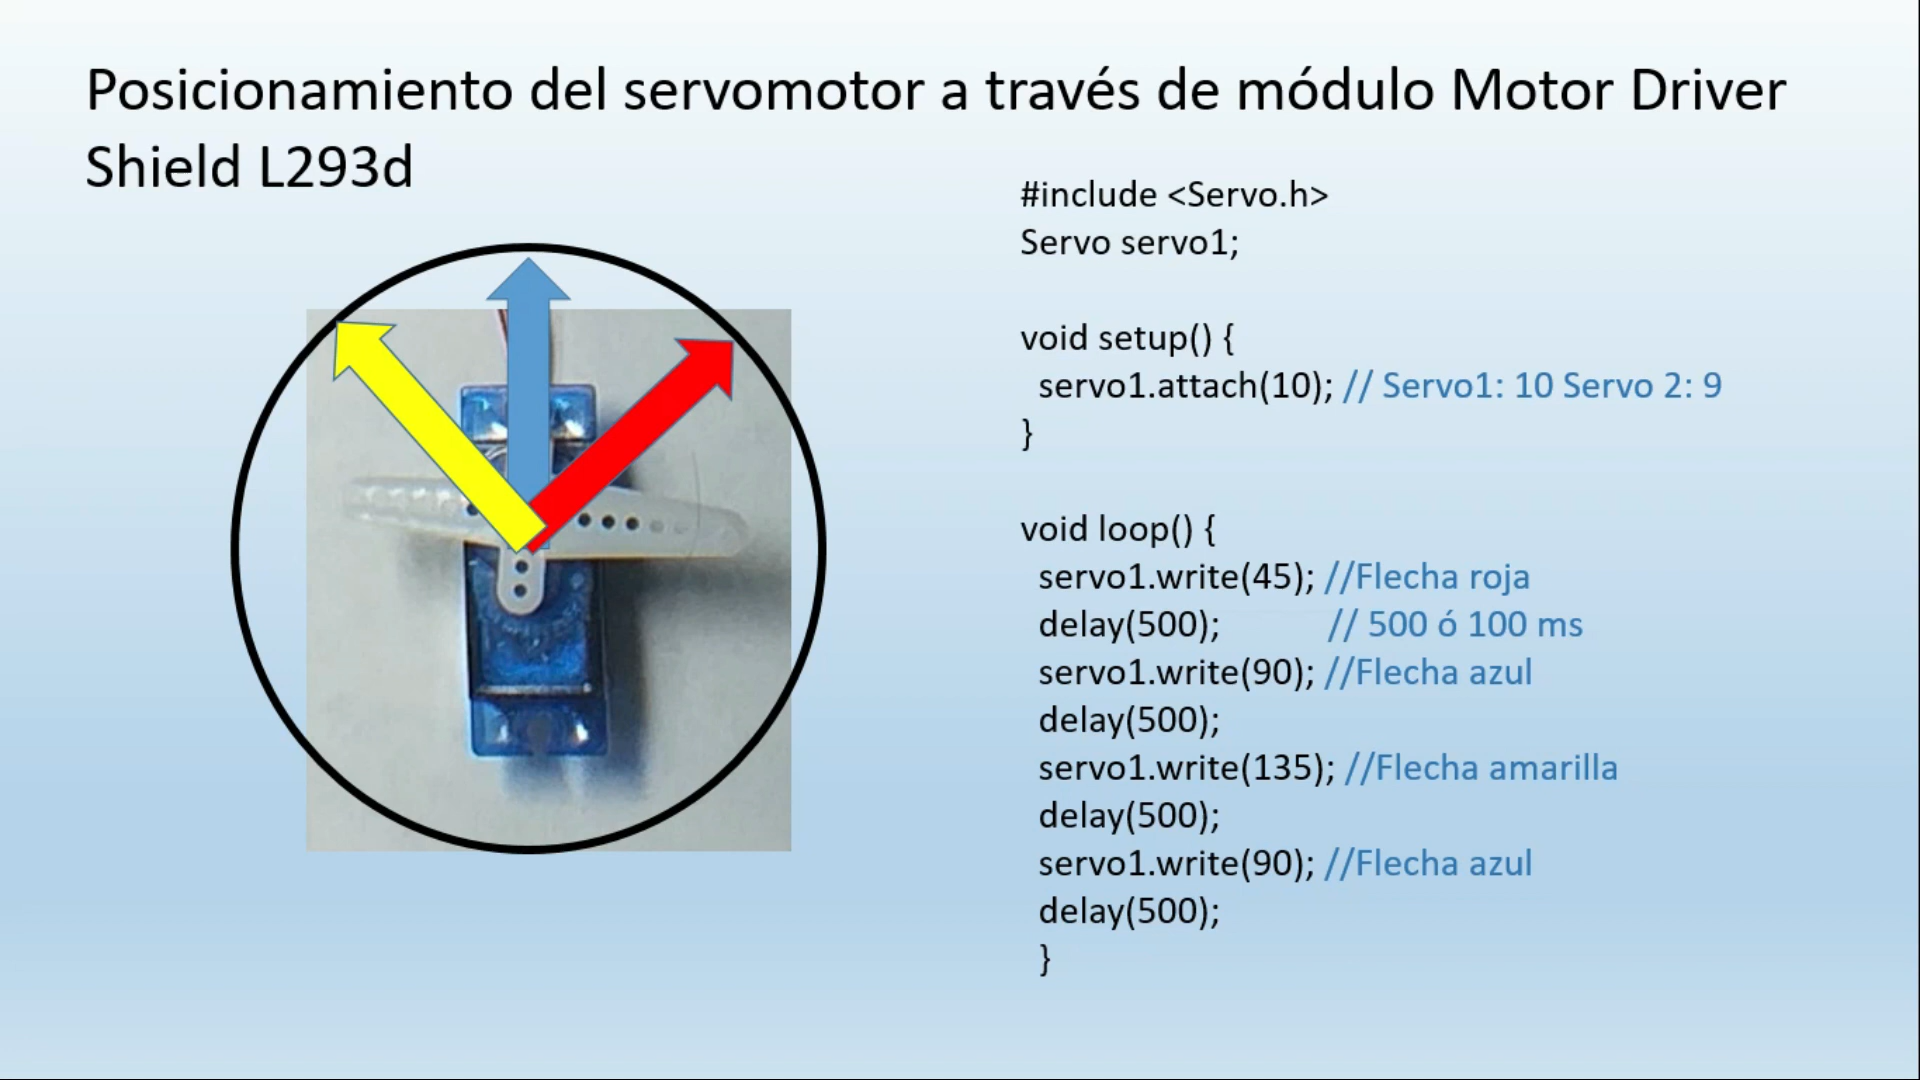 Posicionamiento del servomotor a través de módulo Motor Driver
Shield L293d
#include <Servo.h>
Servo servo1;
void setup() {
servo1.attach(10); // Servo1: 10 Servo 2: 9
}
void loop() {
servo1.write(45); //Flecha roja
delay(500); // 500 ó 100 ms
servo1.write(90); //Flecha azul
delay(500);
servo1.write(135); //Flecha amarilla
delay(500);
servo1.write(90); //Flecha azul
delay(500);
}